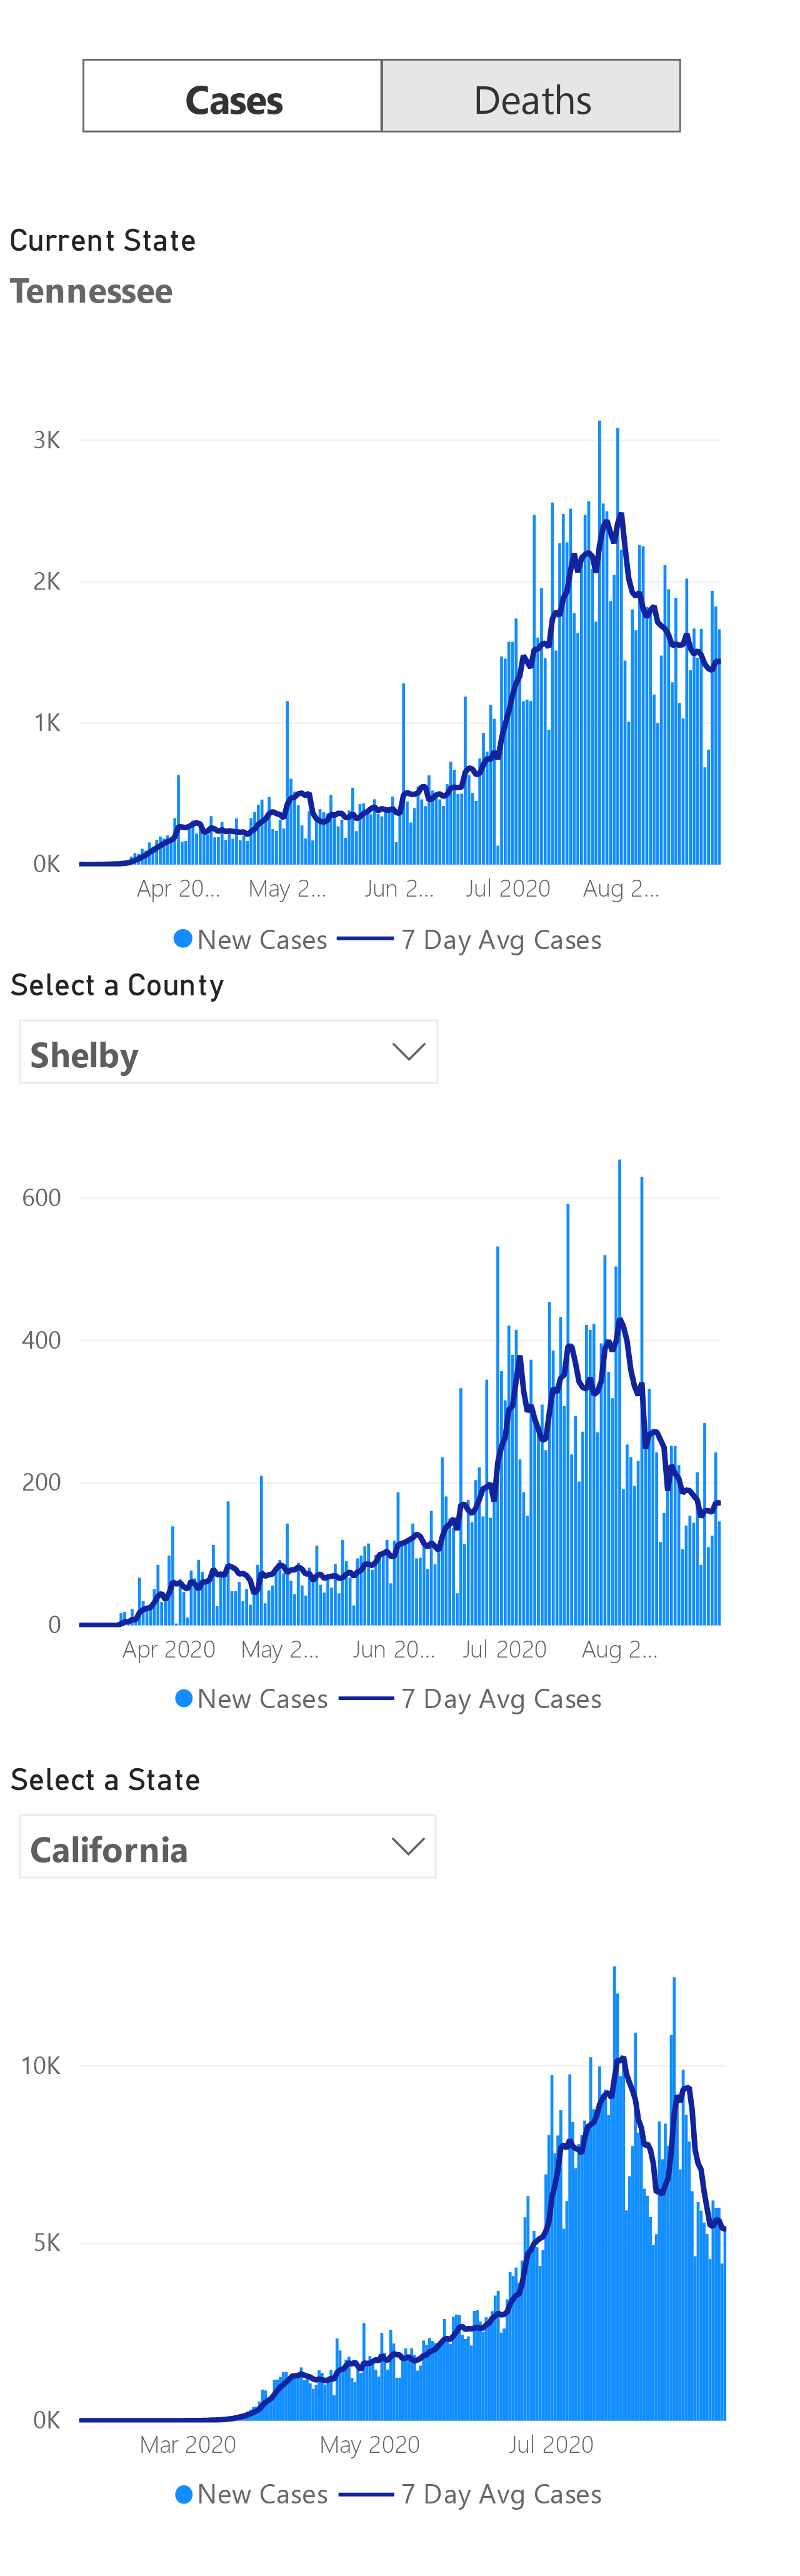 Cases Deaths
Current State
Tennessee
3K
2K
1K
0K
Apr 20... May 2... Jun 2... Jul 2020 Aug 2...
New Cases 7 Day Avg Cases
Select a County
Shelby
600
400
200
0
Apr 2020 May 2... Jun 20... Jul 2020 Aug 2...
New Cases 7 Day Avg Cases
Select a State
California
10K
5K
0K
Mar 2020 May 2020 Jul 2020
New Cases 7 Day Avg Cases